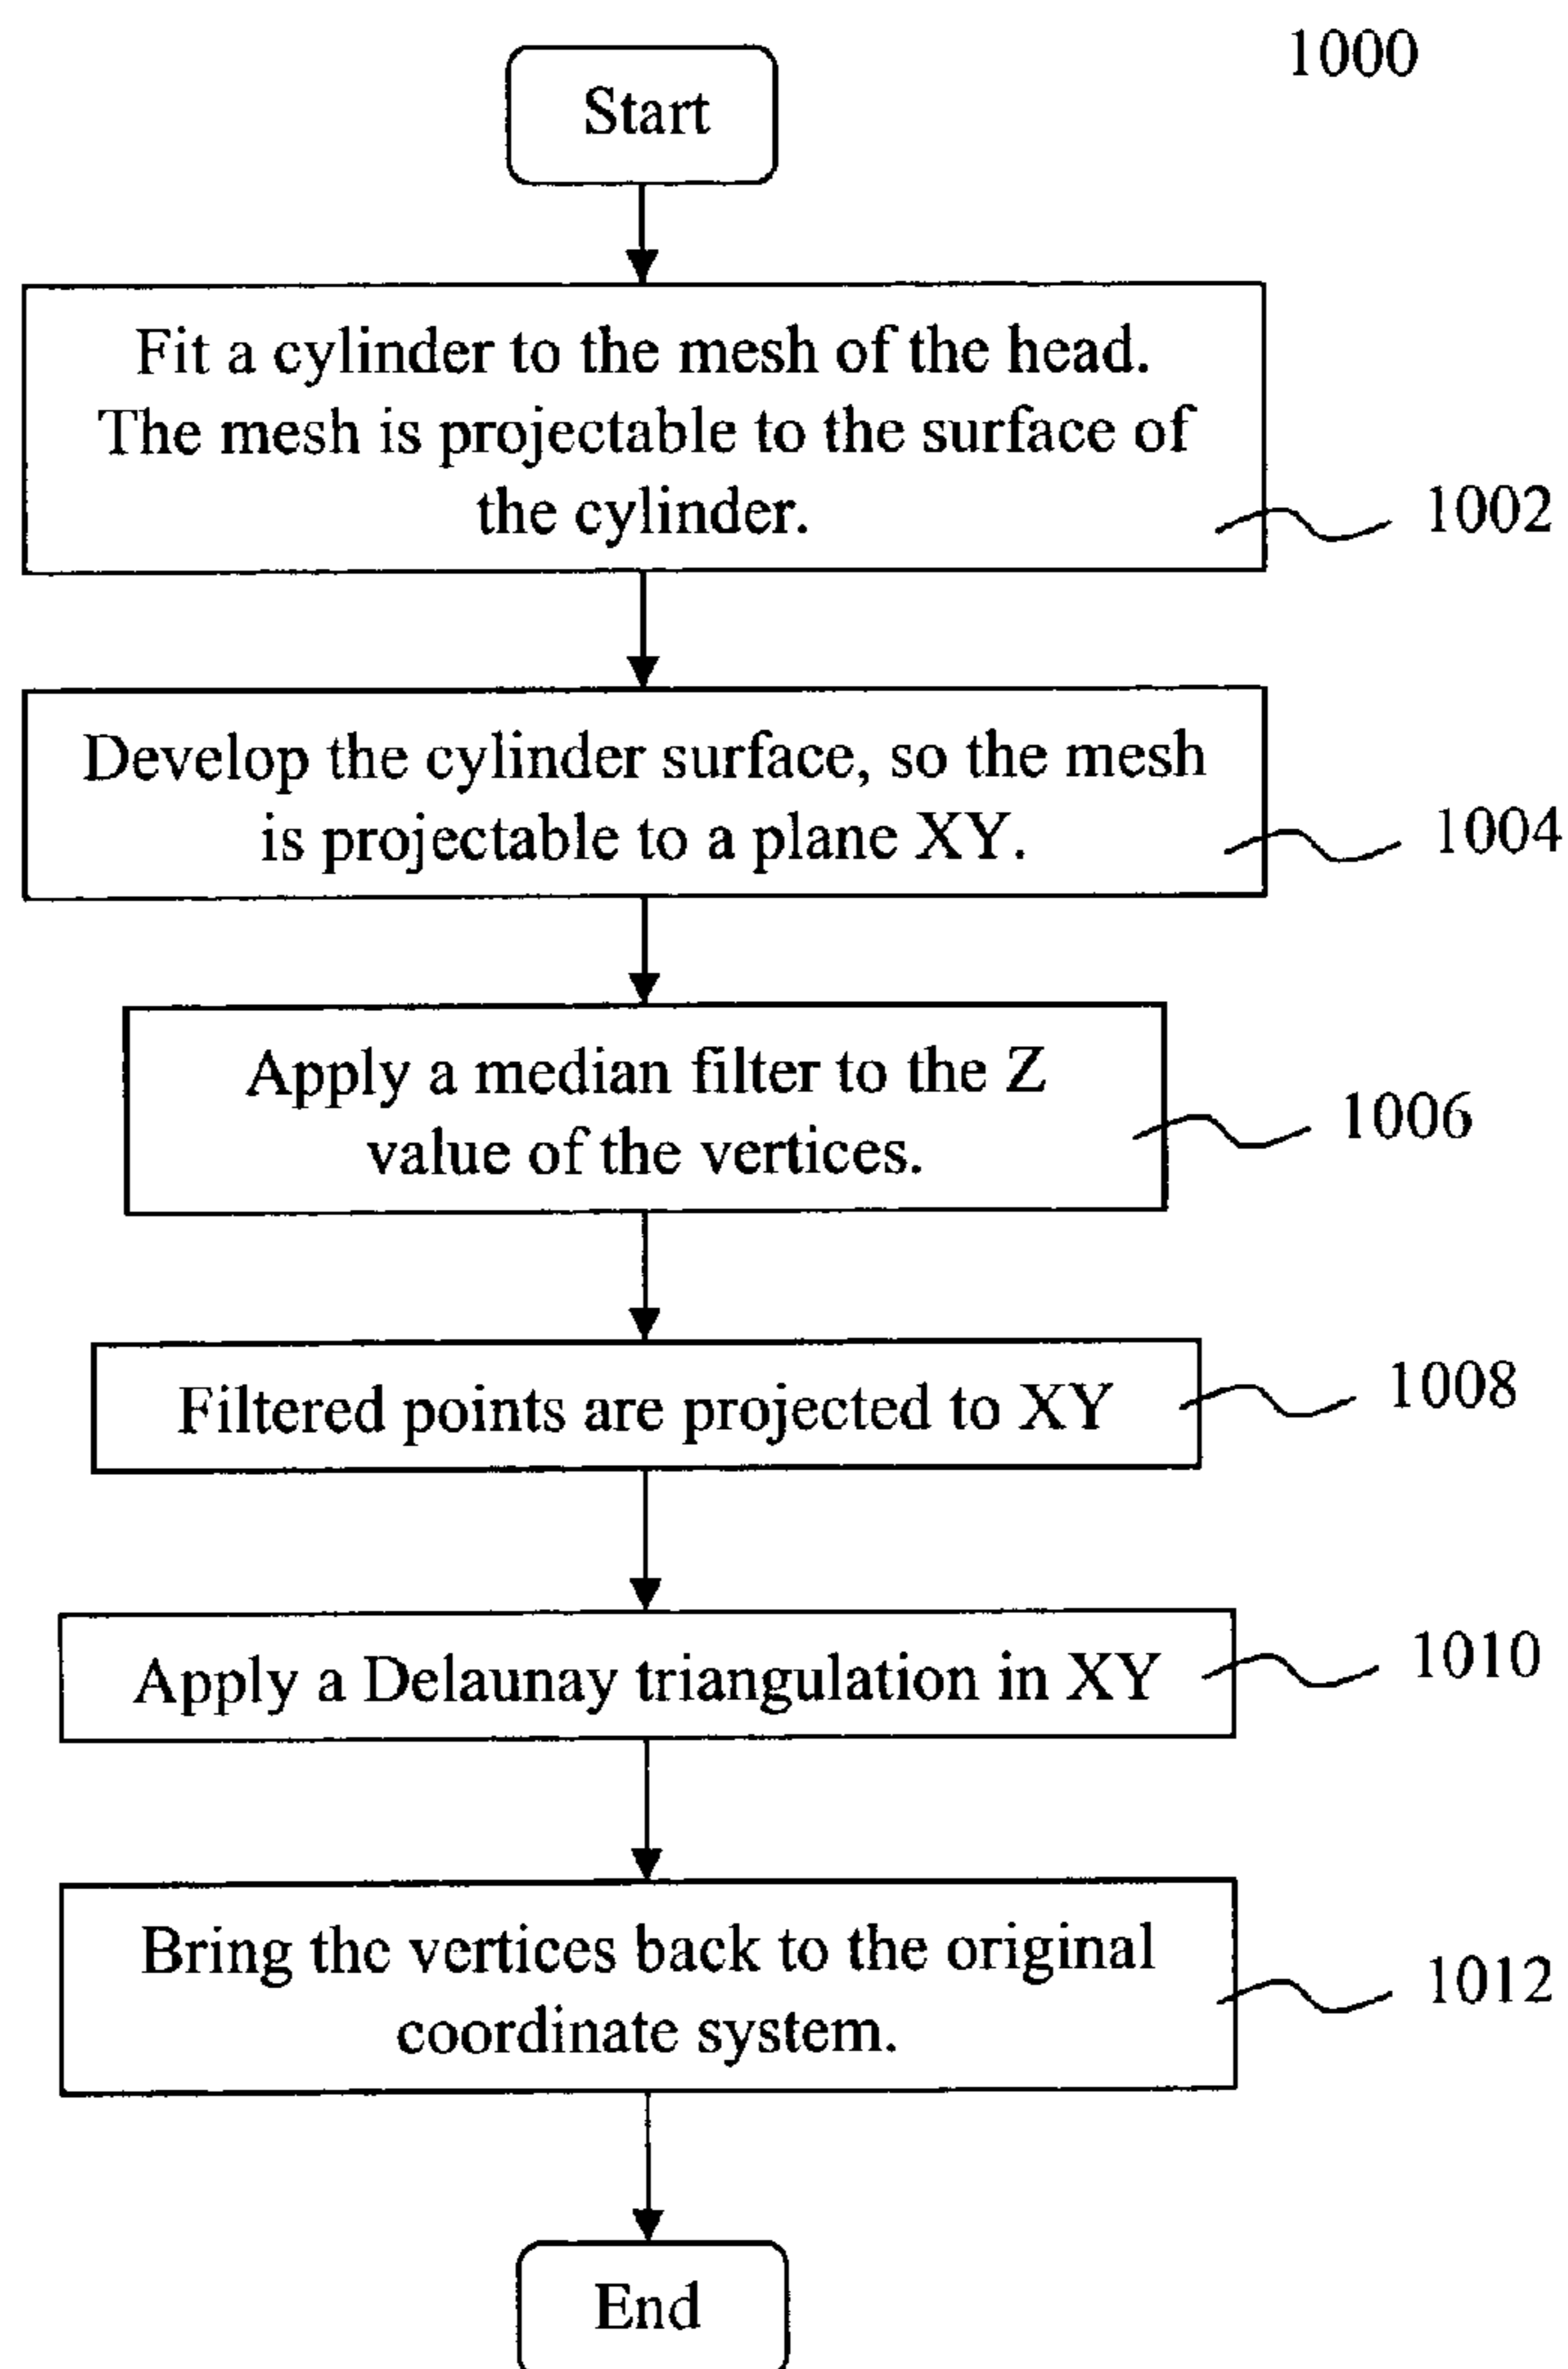 1000
Start
Fit a cylinder to the mesh of the head.
The mesh is projectable to the surface of
the cylinder.
1002
Develop the cylinder surface, so the mesh
is projectable to a plane XY.
1004
Apply a median filter to the Z
value of the vertices.
1006
Filtered points are projected to XY
1008
Apply a Delaunay triangulation in XY
1010
Bring the vertices back to the original
coordinate system.
1012
End